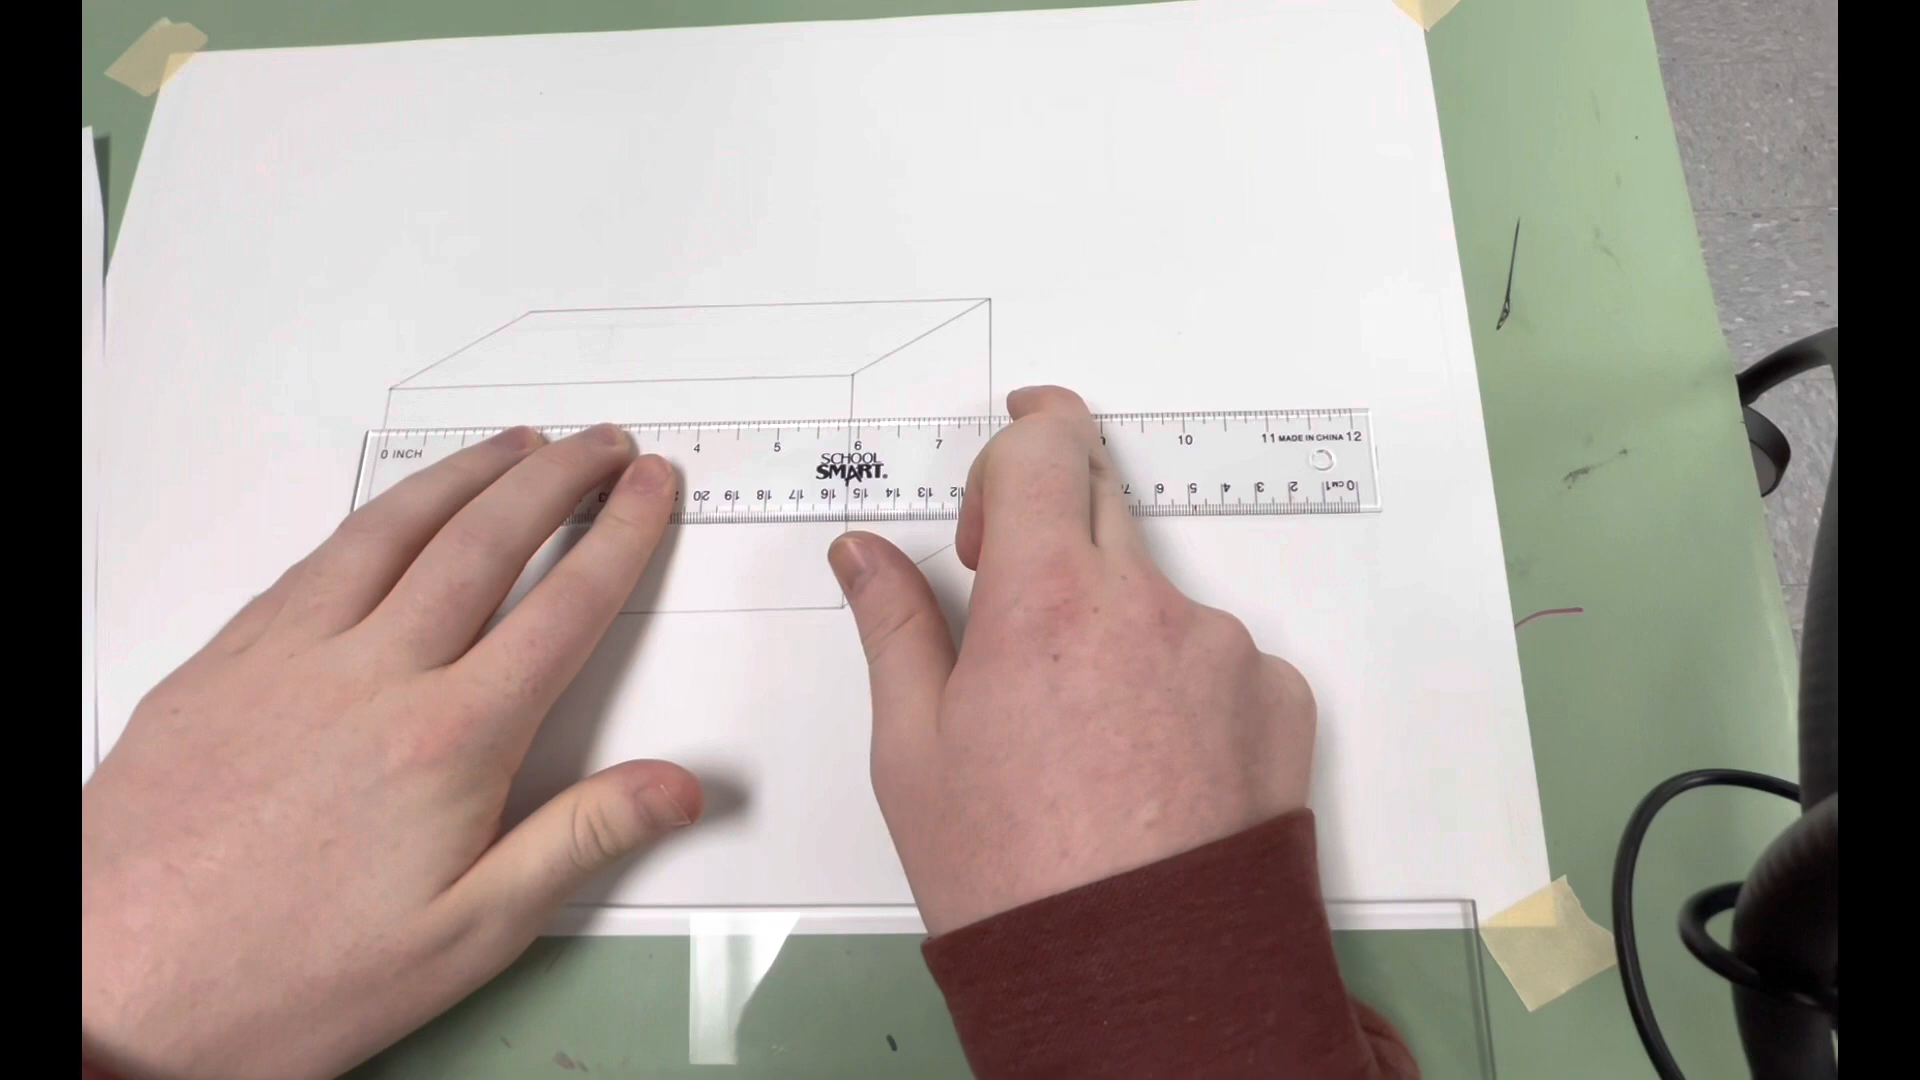 0 INCH 4 5 6 7 10 11 MADE IN CHINA 12
SCHOOL
SMART.
20 19 18 17 16 15 14 13 12 7 6 5 4 3 2 1 CM 0